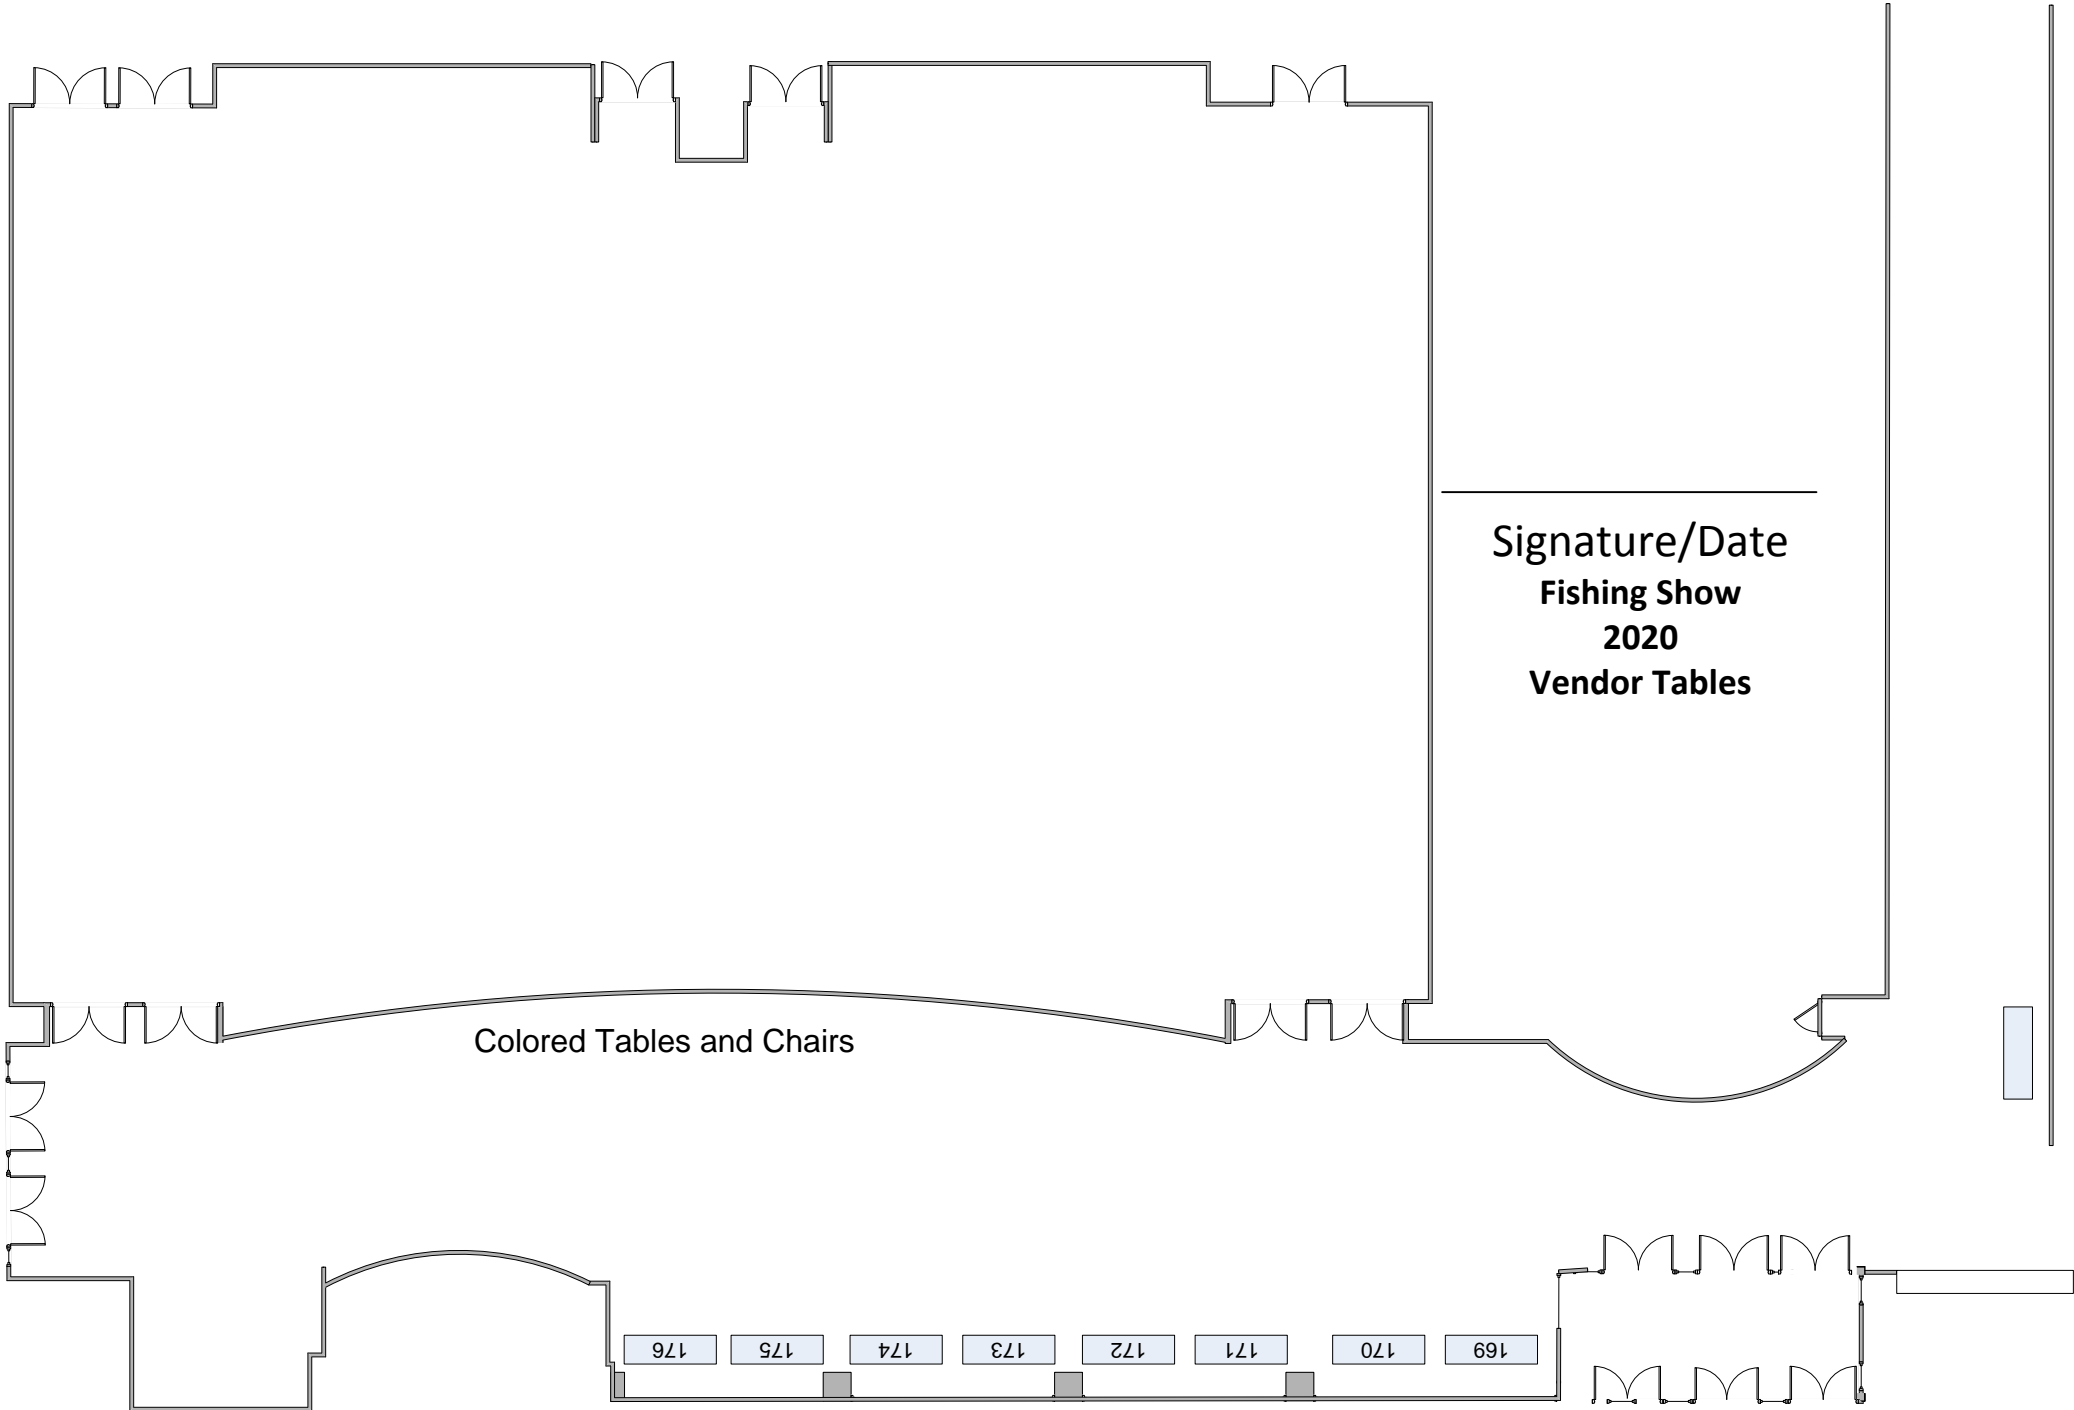 Signature/Date
Fishing Show
2020
Vendor Tables
Colored Tables and Chairs
176
175
174
173
172
171
170
169